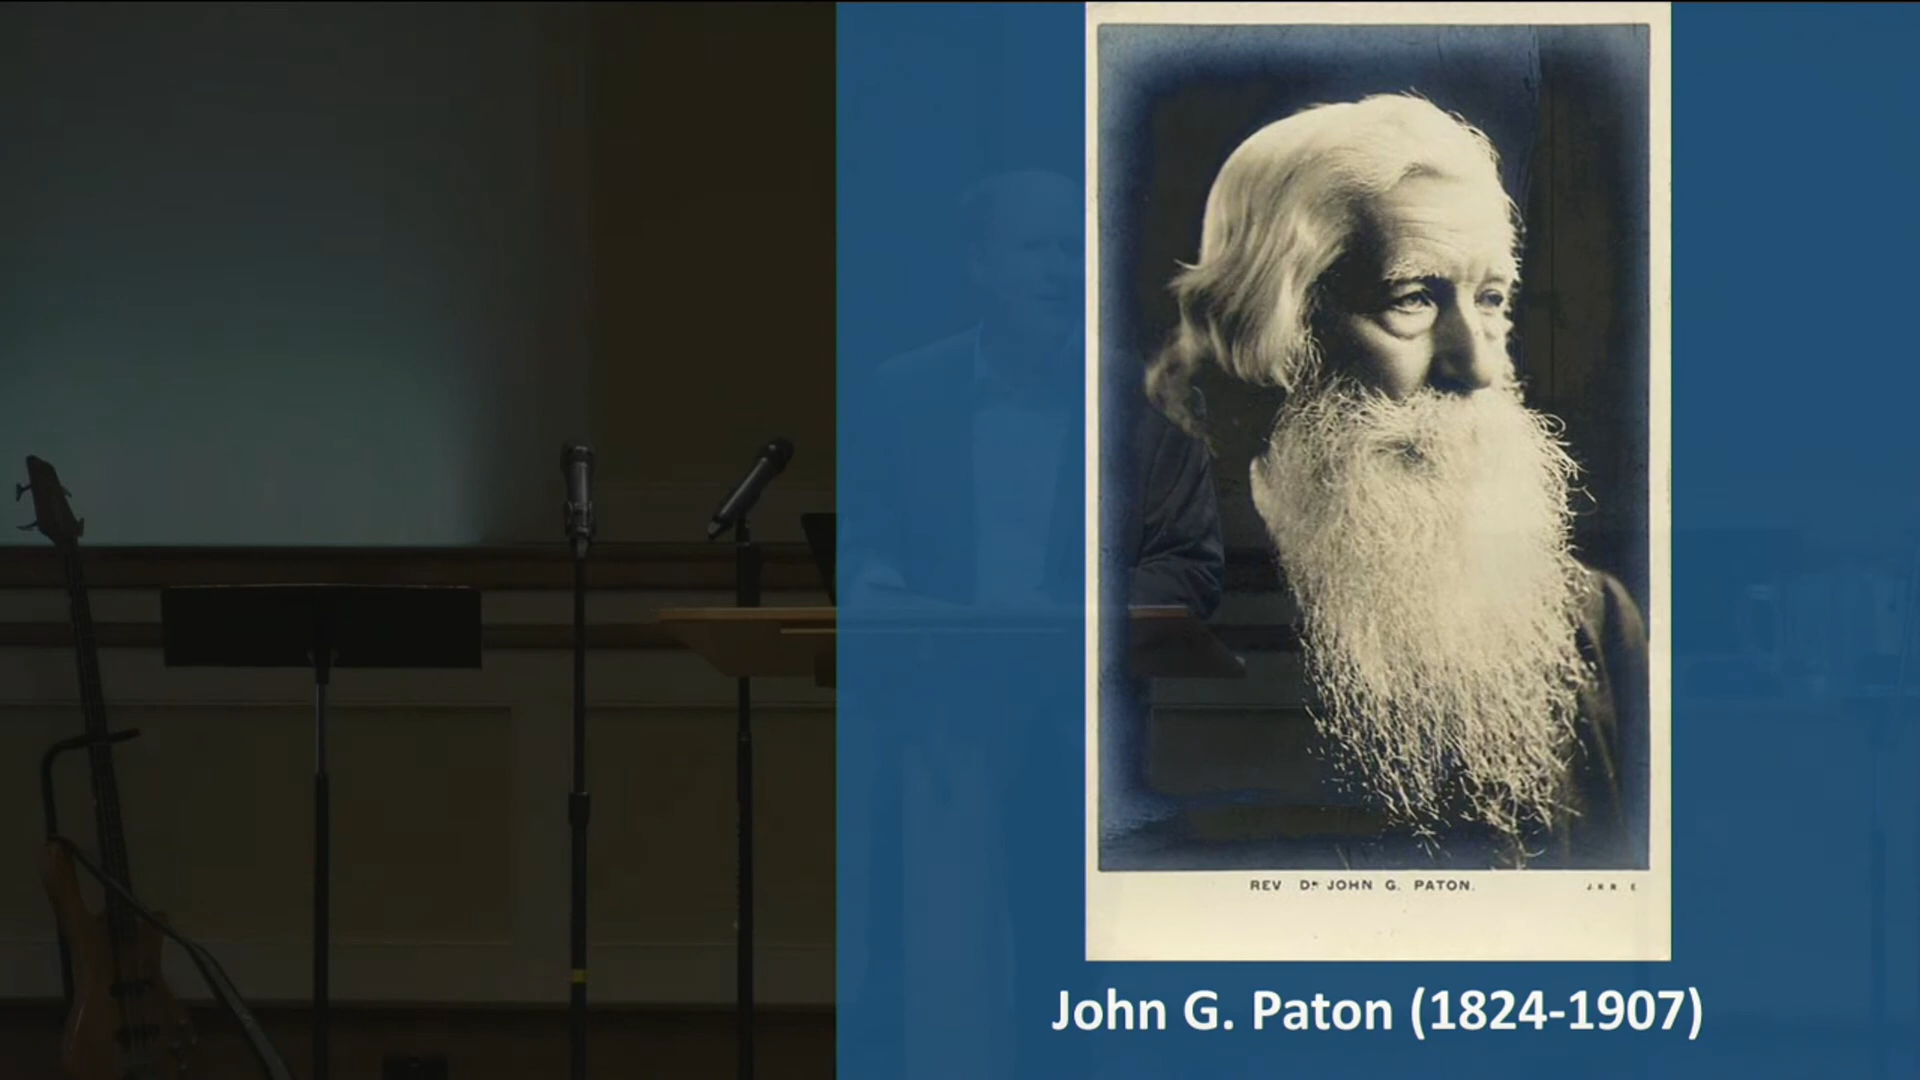 REV DR JOHN G. PATON.
John G. Paton (1824-1907)